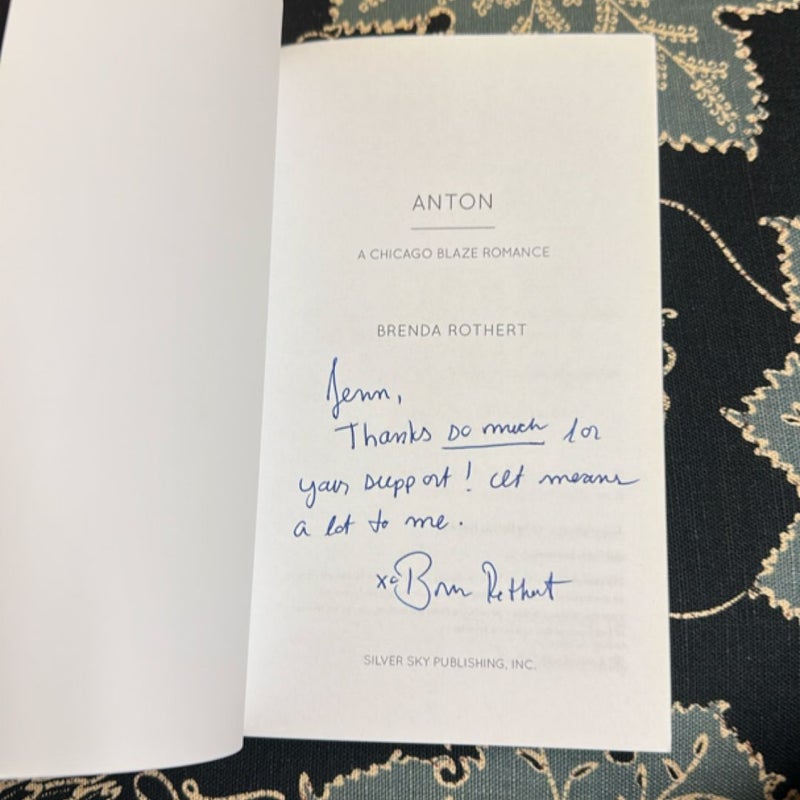 ANTON
A CHICAGO BLAZE ROMANCE
BRENDA ROTHERT
Jenn,
Thanks so much for
your support! It means
a lot to me.
xo Bren Rothert
SILVER SKY PUBLISHING, INC.